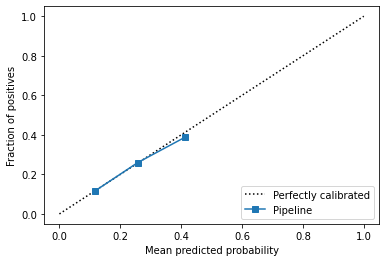 1.0
0.8
0.6
0.4
0.2
0.0
Fraction of positives
0.0 0.2 0.4 0.6 0.8 1.0
Mean predicted probability
Perfectly calibrated
Pipeline